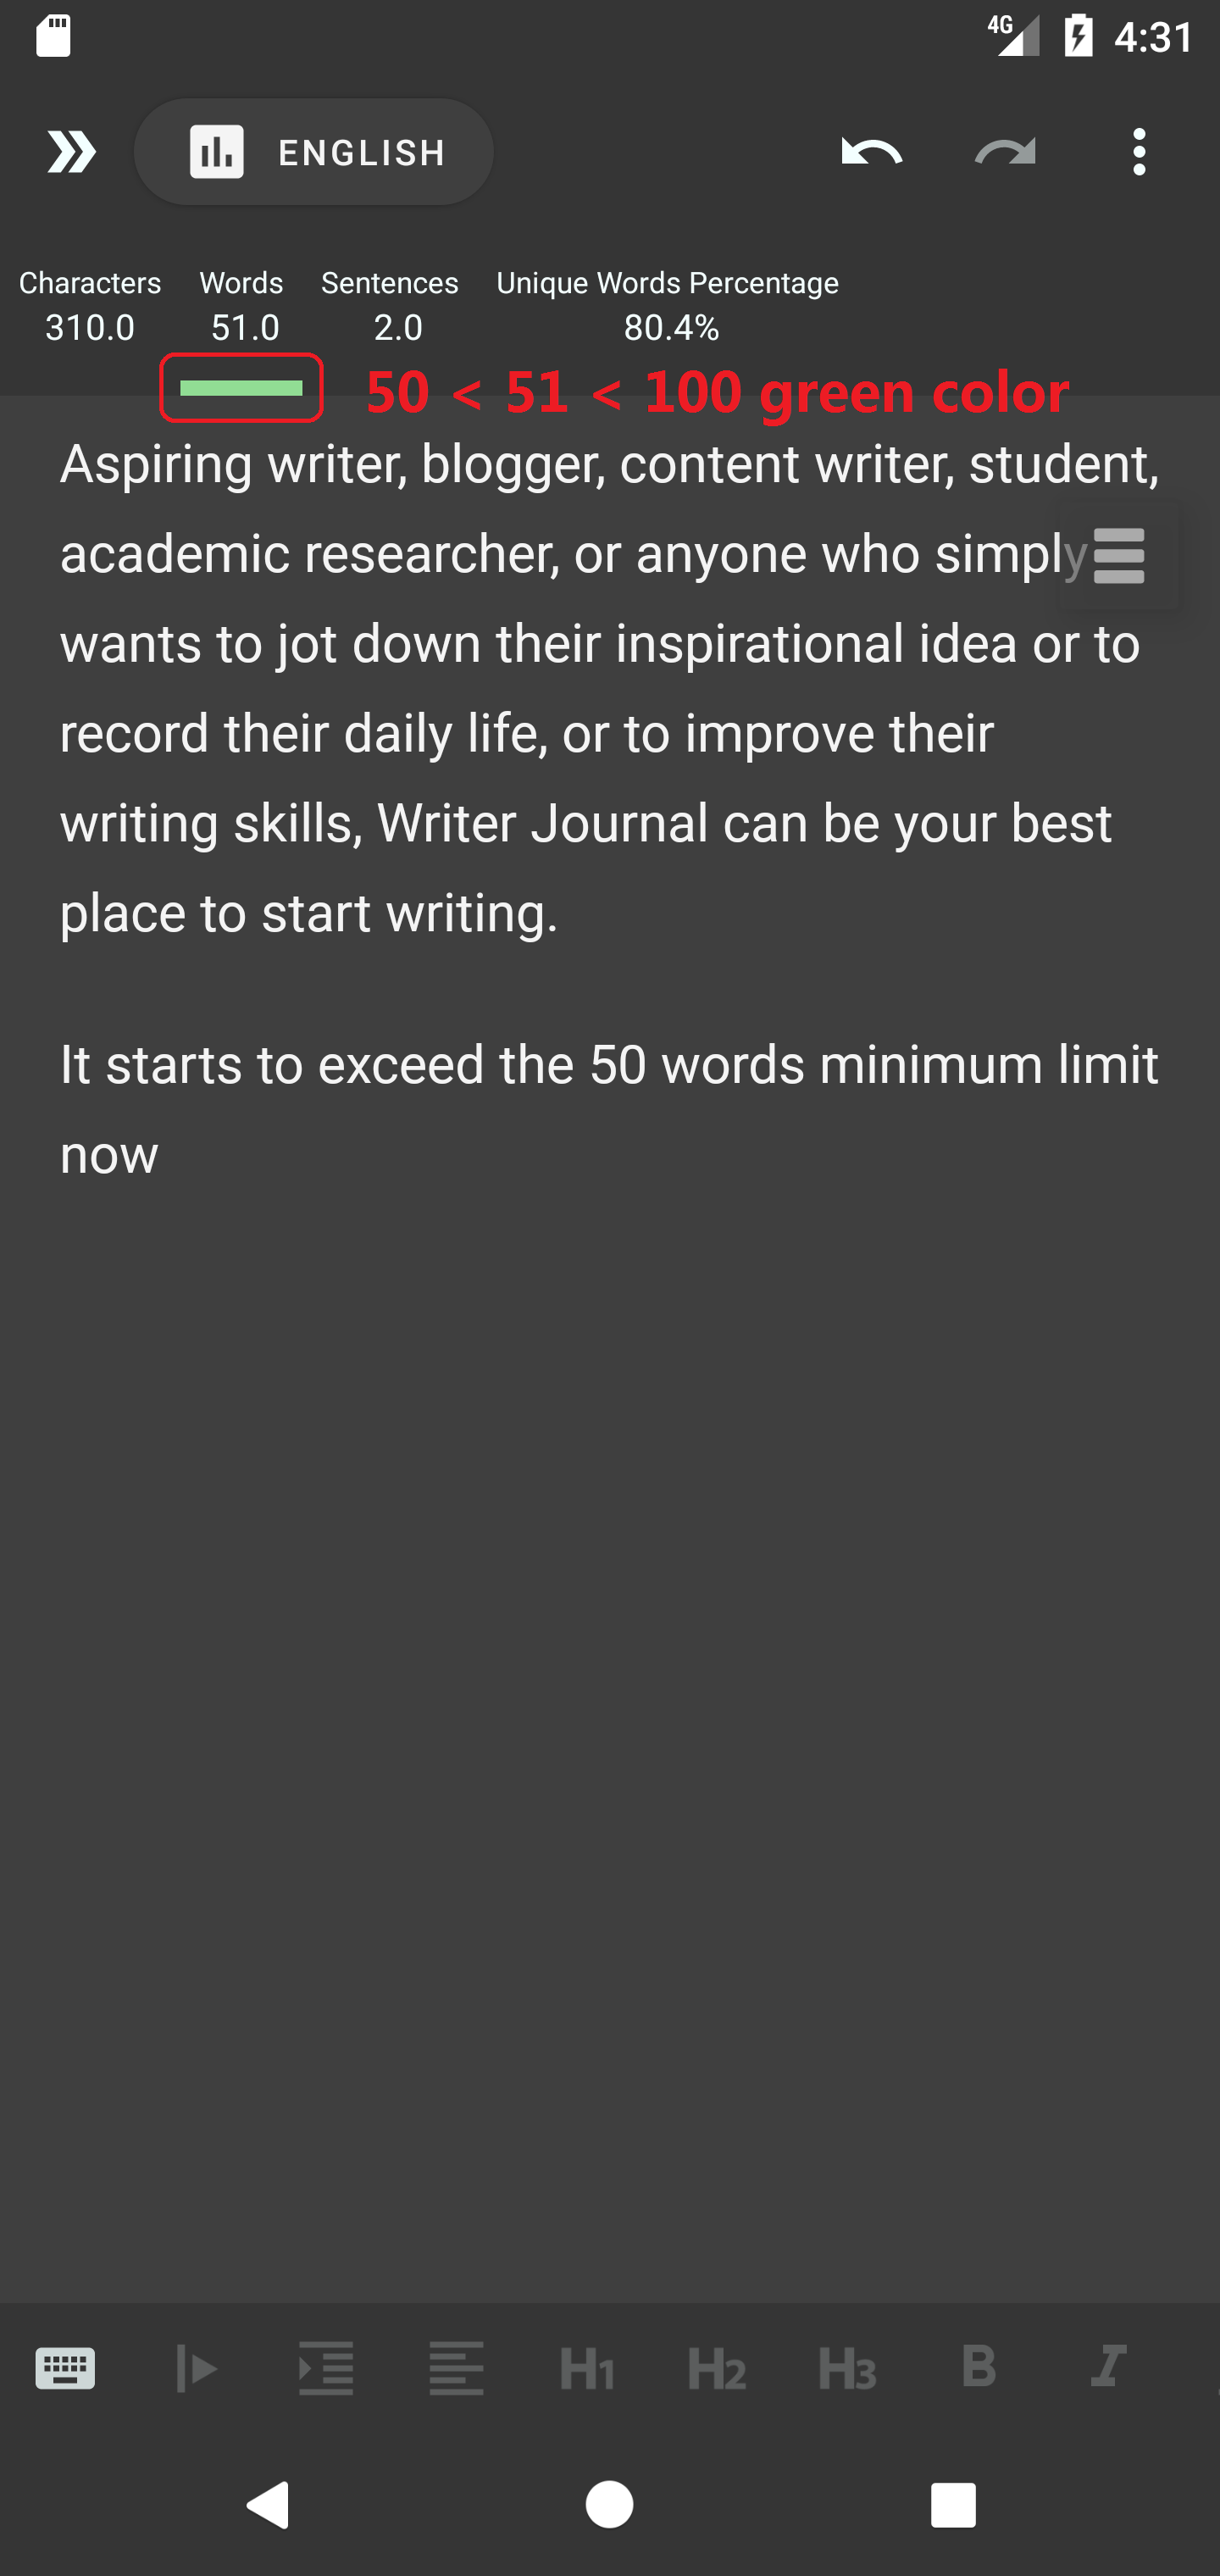 4G 4:31
ENGLISH
Characters Words Sentences Unique Words Percentage
310.0 51.0 2.0 80.4%
50 < 51 < 100 green color
Aspiring writer, blogger, content writer, student,
academic researcher, or anyone who simply
wants to jot down their inspirational idea or to
record their daily life, or to improve their
writing skills, Writer Journal can be your best
place to start writing.
It starts to exceed the 50 words minimum limit
now
H1 H2 H3 B I